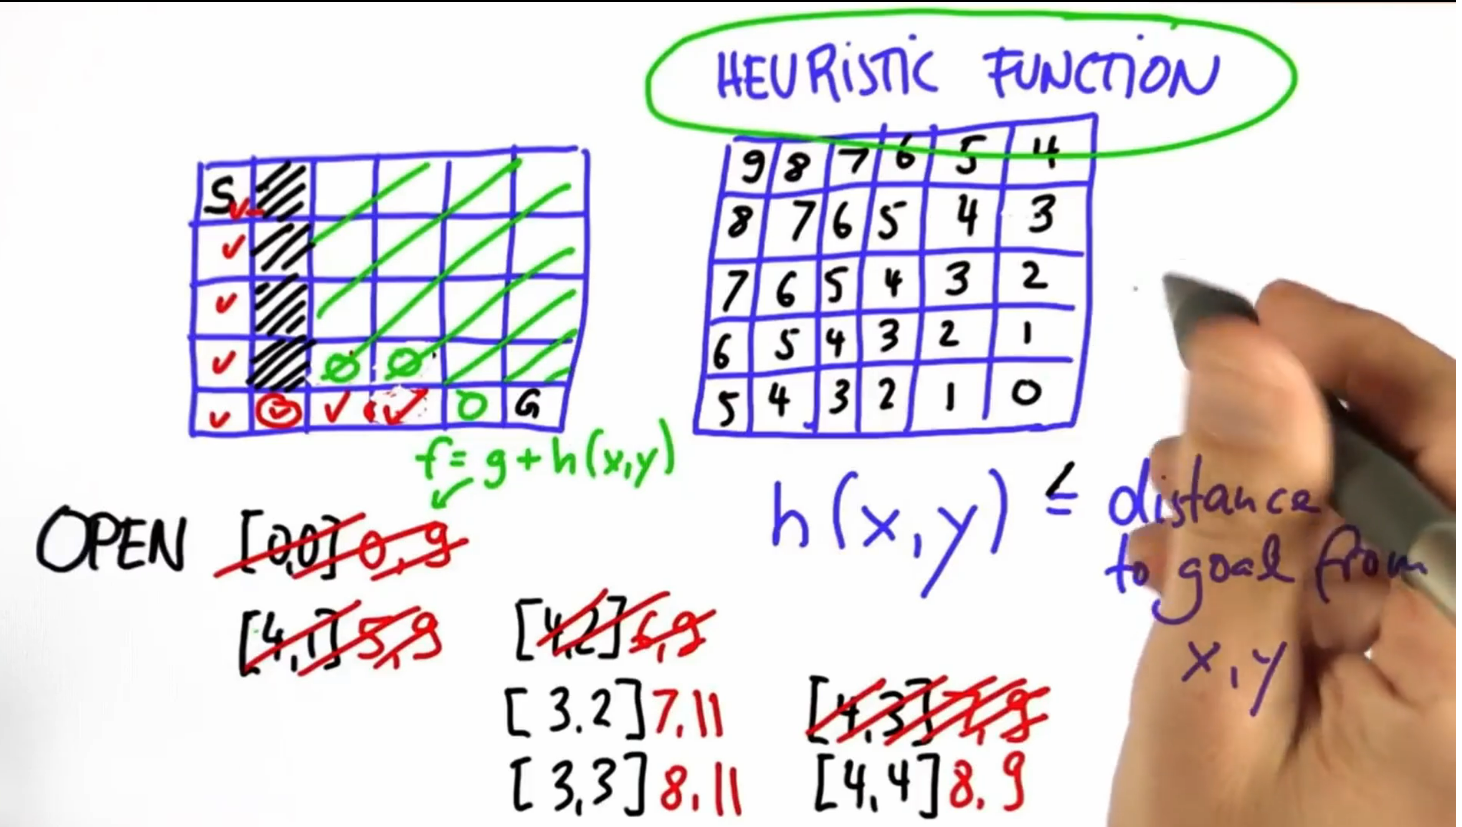 HEURISTIC FUNCTION
S
G
9 8 7 6 5 4
8 7 6 5 4 3
7 6 5 4 3 2
6 5 4 3 2 1
5 4 3 2 1 0
f = g + h(x,y)
h(x,y) ≤ distance
to goal from
x,y
OPEN [0,0] 0,9
[4,1] 5,9
[4,2] 6,9
[3.2] 7,11
[4,3] 7,9
[3,3] 8,11
[4,4] 8,9